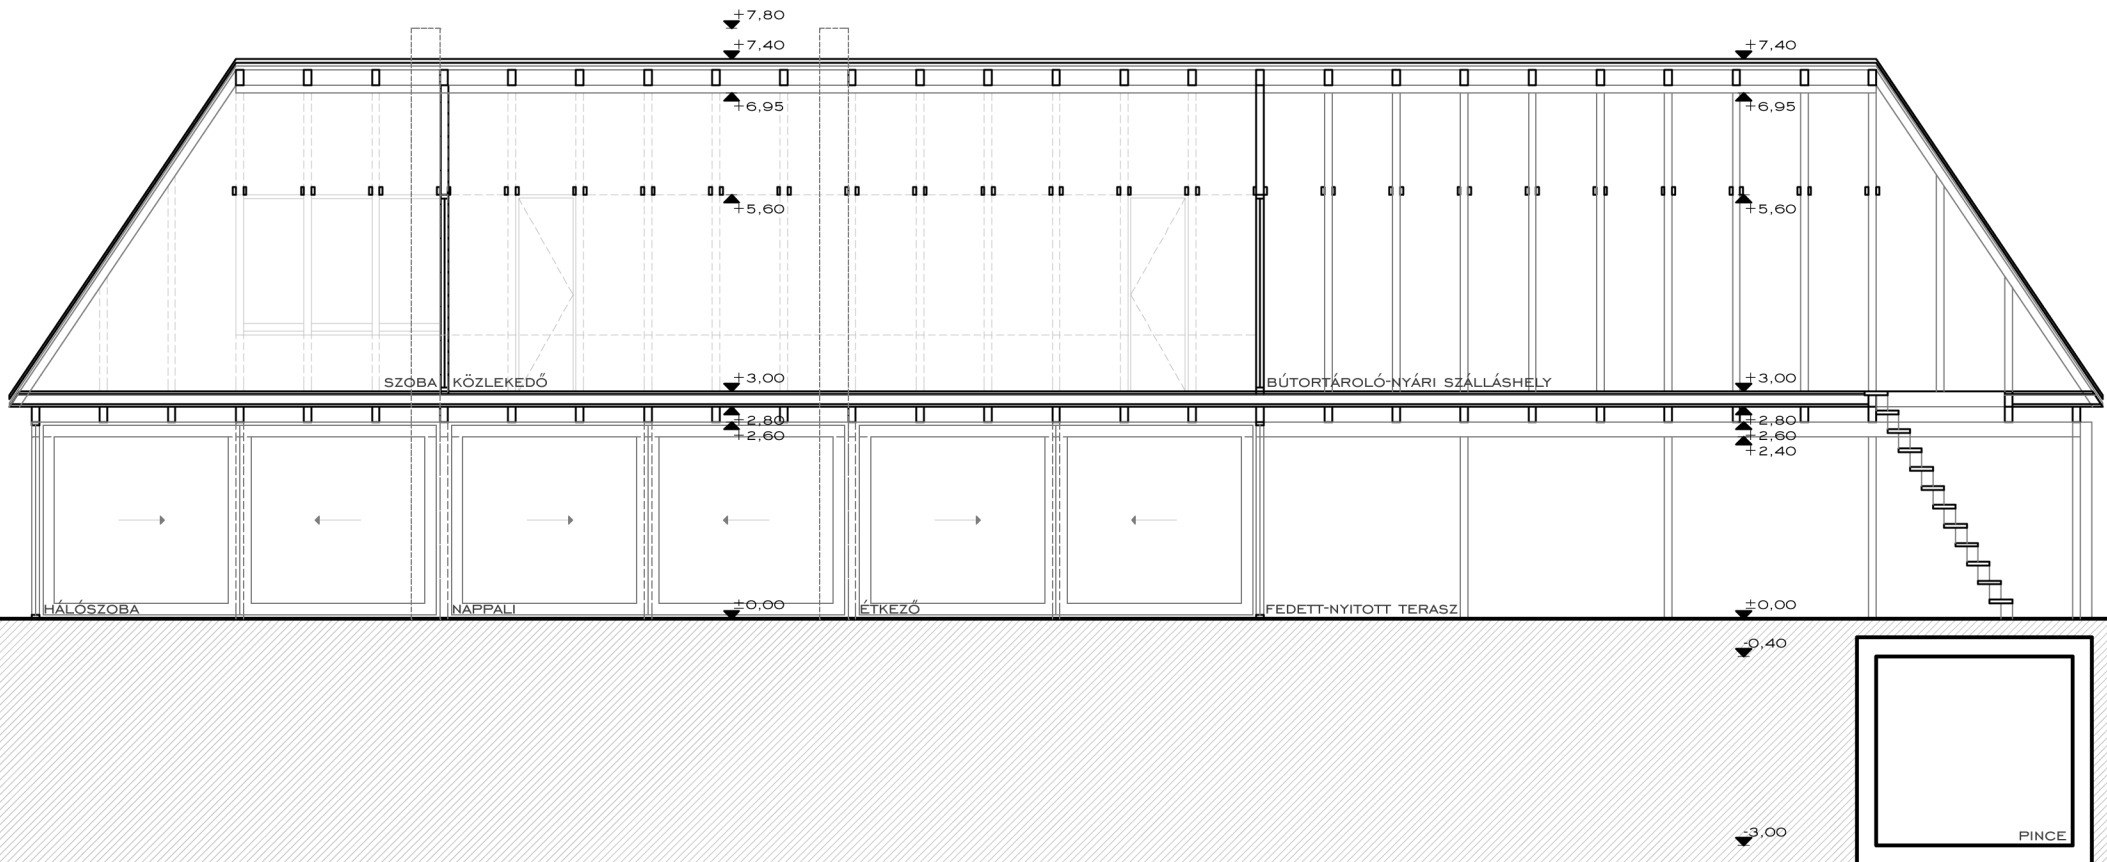 +7,80
+7,40
+7,40
+6,95
+6,95
+5,60
+5,60
SZOBA
KÖZLEKEDŐ
+3,00
BÚTORTÁROLÓ-NYÁRI SZÁLLÁSHELY
+3,00
+2,80
+2,80
+2,60
+2,60
+2,40
HÁLÓSZOBA
NAPPALI
±0,00
ÉTKEZŐ
FEDETT-NYITOTT TERASZ
±0,00
-0,40
-3,00
PINCE